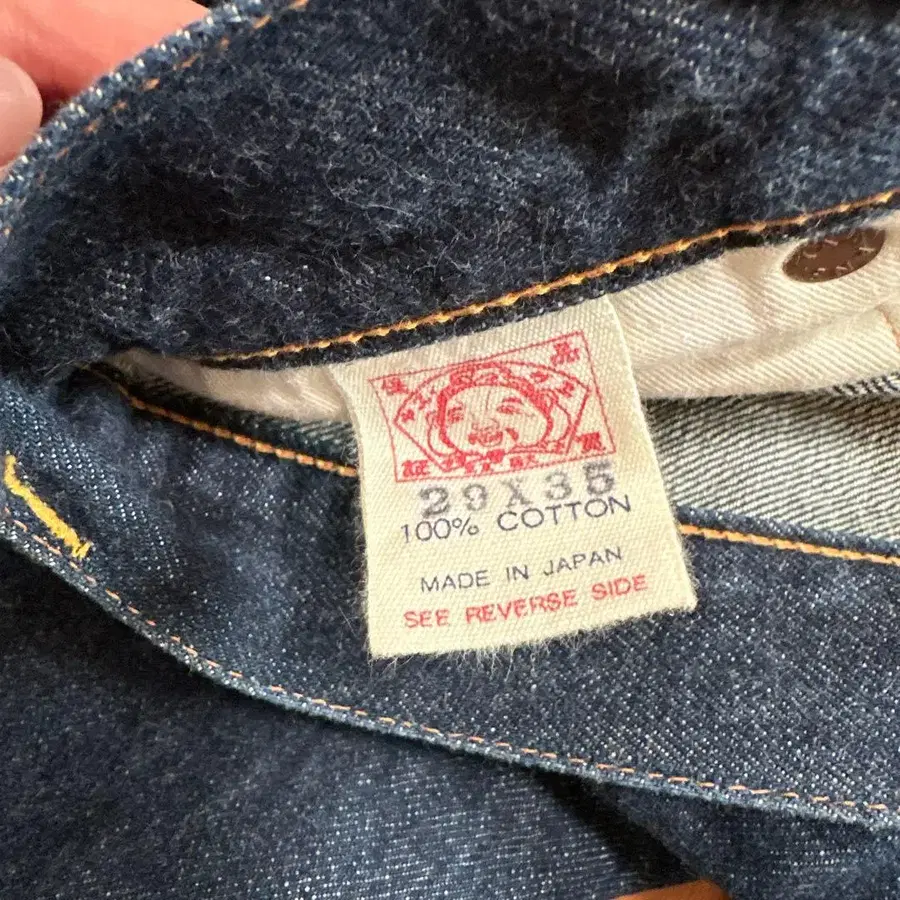 29X35
100% COTTON
MADE IN JAPAN
SEE REVERSE SIDE